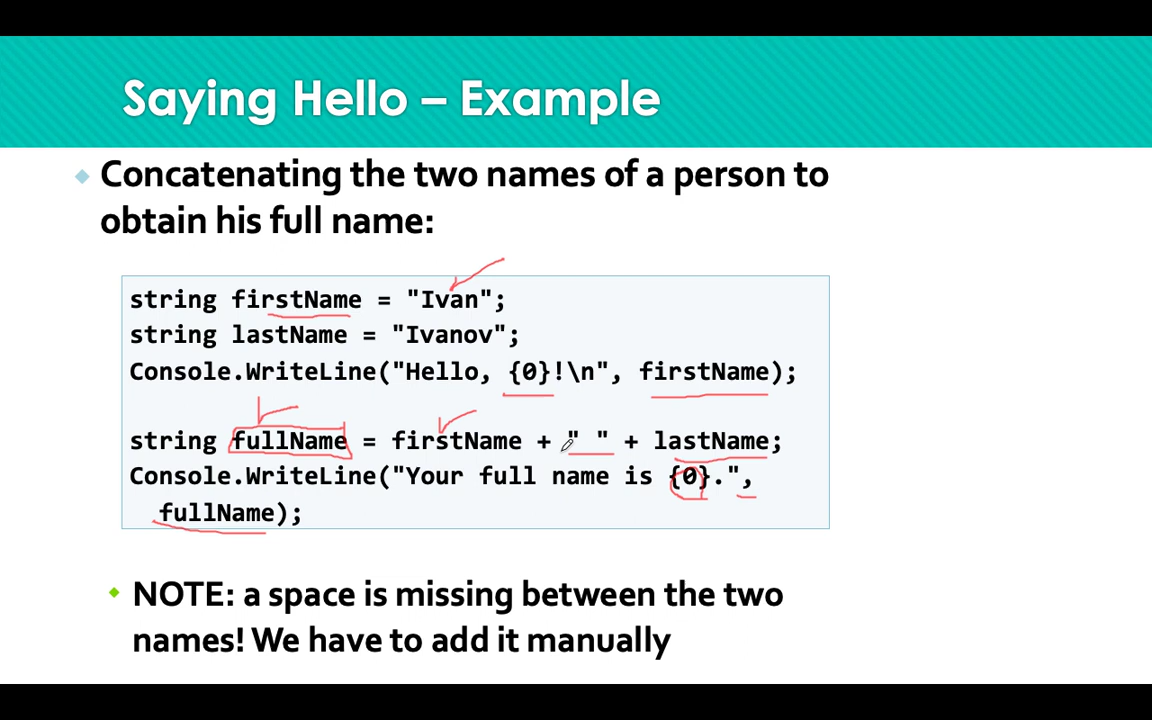 Saying Hello – Example
Concatenating the two names of a person to
obtain his full name:
string firstName = "Ivan";
string lastName = "Ivanov";
Console.WriteLine("Hello, {0}!\n", firstName);
string fullName = firstName + " " + lastName;
Console.WriteLine("Your full name is {0}.",
fullName);
NOTE: a space is missing between the two
names! We have to add it manually